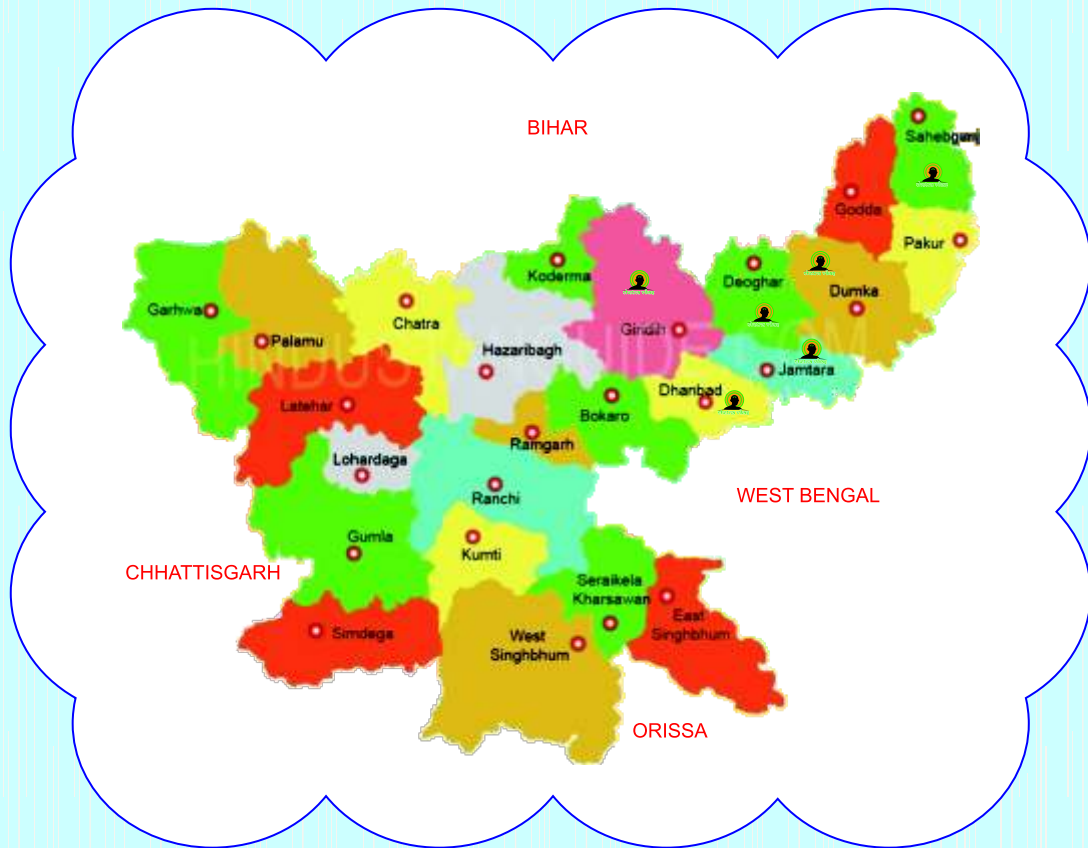 BIHAR
Sahebganj
Godda
Pakur
Koderma
Deoghar
Dumka
Garhwa
Chatra
Giridih
Palamu
Hazaribagh
Jamtara
Dhanbad
Latehar
Bokaro
Ramgarh
Lohardaga
Ranchi
WEST BENGAL
Gumla
Kumti
CHHATTISGARH
Seraikela
Kharsawan
East
Singhbhum
Simdega
West
Singhbhum
ORISSA